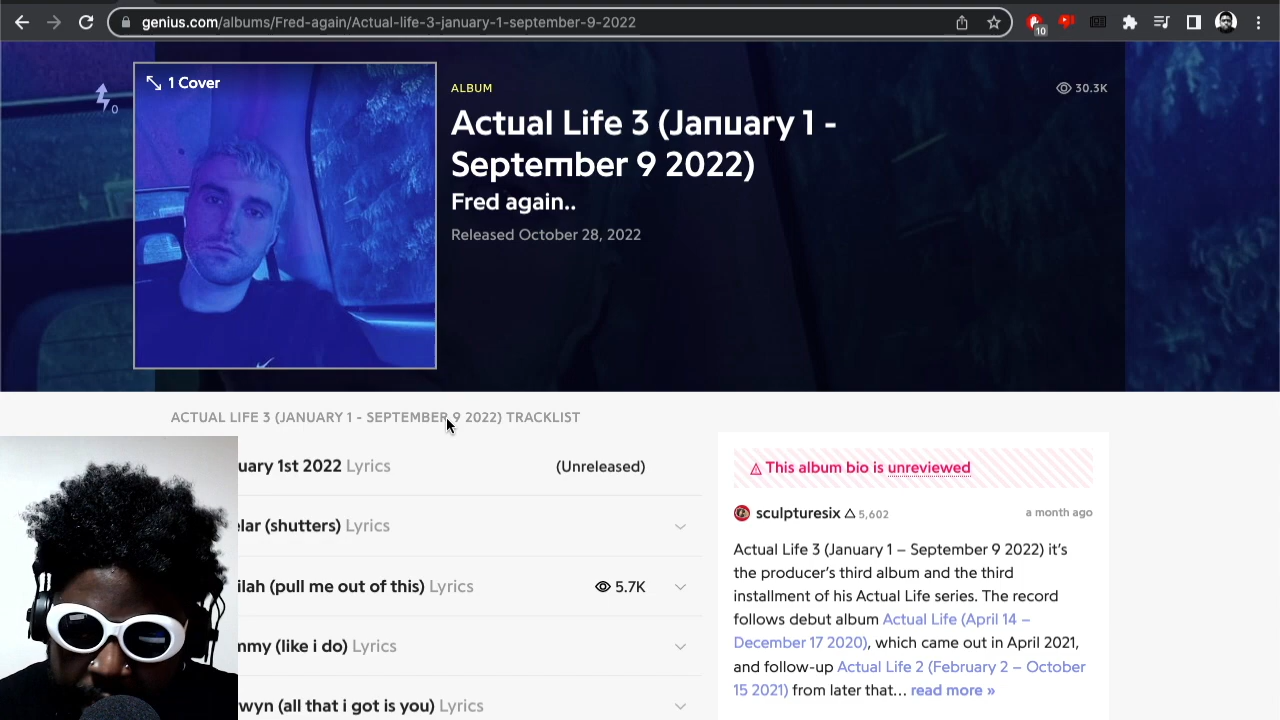 genius.com/albums/Fred-again/Actual-life-3-january-1-september-9-2022
10
1 Cover
0
ALBUM
30.3K
Actual Life 3 (January 1 -
September 9 2022)
Fred again..
Released October 28, 2022
ACTUAL LIFE 3 (JANUARY 1 - SEPTEMBER 9 2022) TRACKLIST
uary 1st 2022 Lyrics (Unreleased)
elar (shutters) Lyrics
ilah (pull me out of this) Lyrics 5.7K
mmy (like i do) Lyrics
wyn (all that i got is you) Lyrics
This album bio is unreviewed
sculpturesix 5,602 a month ago
Actual Life 3 (January 1 – September 9 2022) it’s
the producer’s third album and the third
installment of his Actual Life series. The record
follows debut album Actual Life (April 14 –
December 17 2020), which came out in April 2021,
and follow-up Actual Life 2 (February 2 – October
15 2021) from later that… read more »